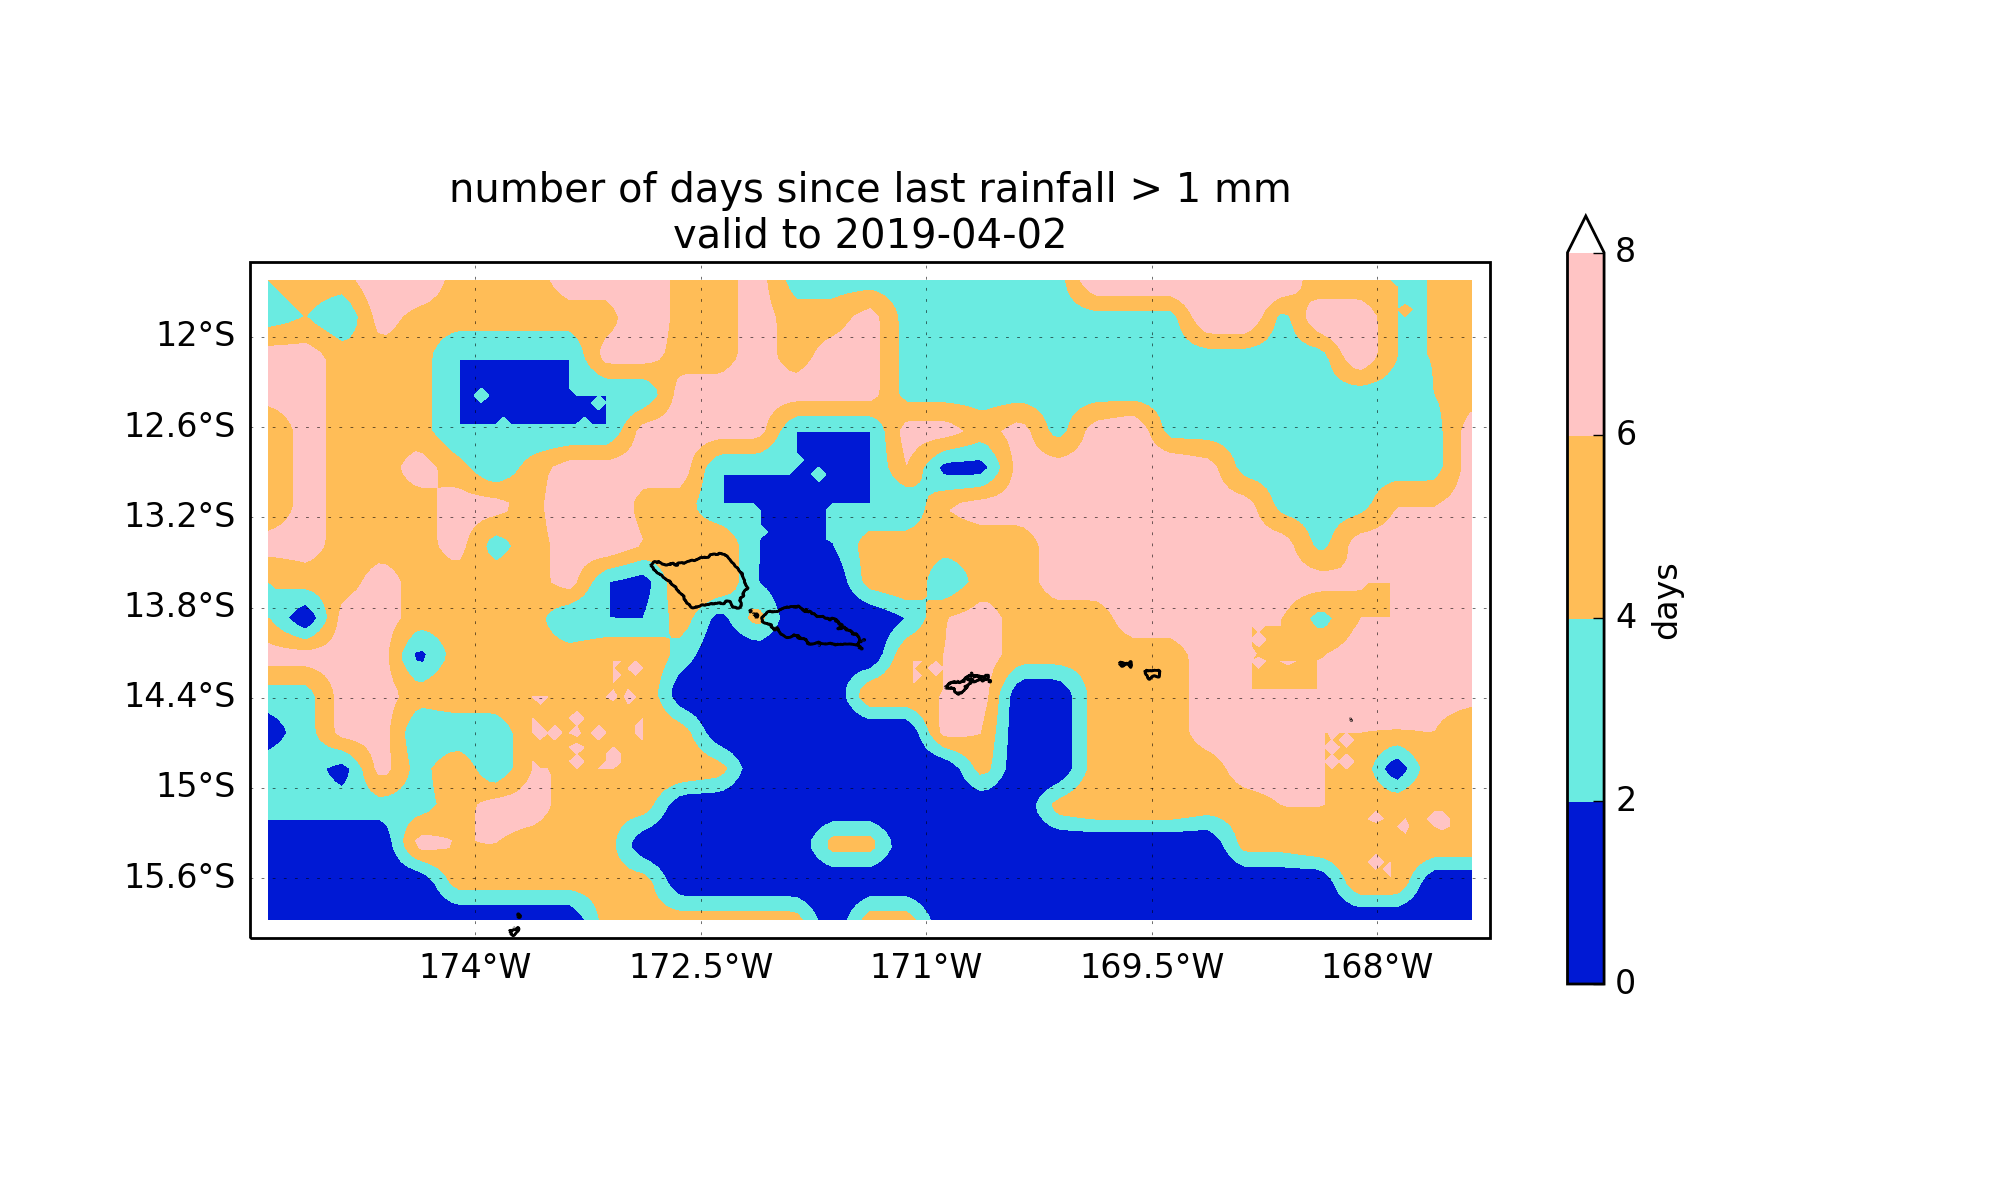 number of days since last rainfall > 1 mm
valid to 2019-04-02
12°S
12.6°S
13.2°S
13.8°S
14.4°S
15°S
15.6°S
174°W
172.5°W
171°W
169.5°W
168°W
8
6
4
2
0
days